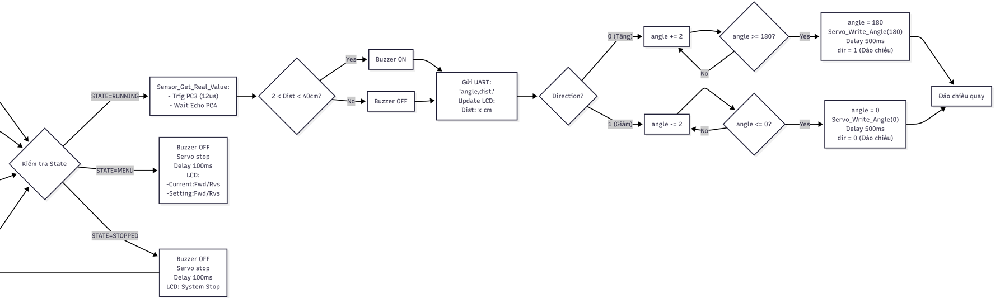 Kiểm tra State
STATE=RUNNING
Sensor_Get_Real_Value:
- Trig PC3 (12us)
- Wait Echo PC4
2 < Dist < 40cm?
Yes
Buzzer ON
No
Buzzer OFF
Gửi UART:
'angle,dist.'
Update LCD:
Dist: x cm
Direction?
0 (Tăng)
angle += 2
angle >= 180?
No
Yes
angle = 180
Servo_Write_Angle(180)
Delay 500ms
dir = 1 (Đảo chiều)
1 (Giảm)
angle -= 2
angle <= 0?
No
Yes
angle = 0
Servo_Write_Angle(0)
Delay 500ms
dir = 0 (Đảo chiều)
Đảo chiều quay
STATE=MENU
Buzzer OFF
Servo stop
Delay 100ms
LCD:
-Current:Fwd/Rvs
-Setting:Fwd/Rvs
STATE=STOPPED
Buzzer OFF
Servo stop
Delay 100ms
LCD: System Stop